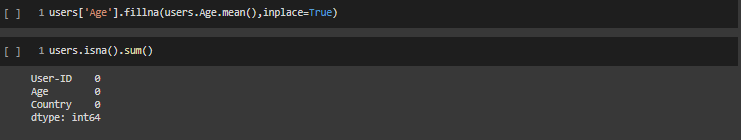 [ ] 1 users['Age'].fillna(users.Age.mean(),inplace=True)
[ ] 1 users.isna().sum()
User-ID    0
Age        0
Country    0
dtype: int64